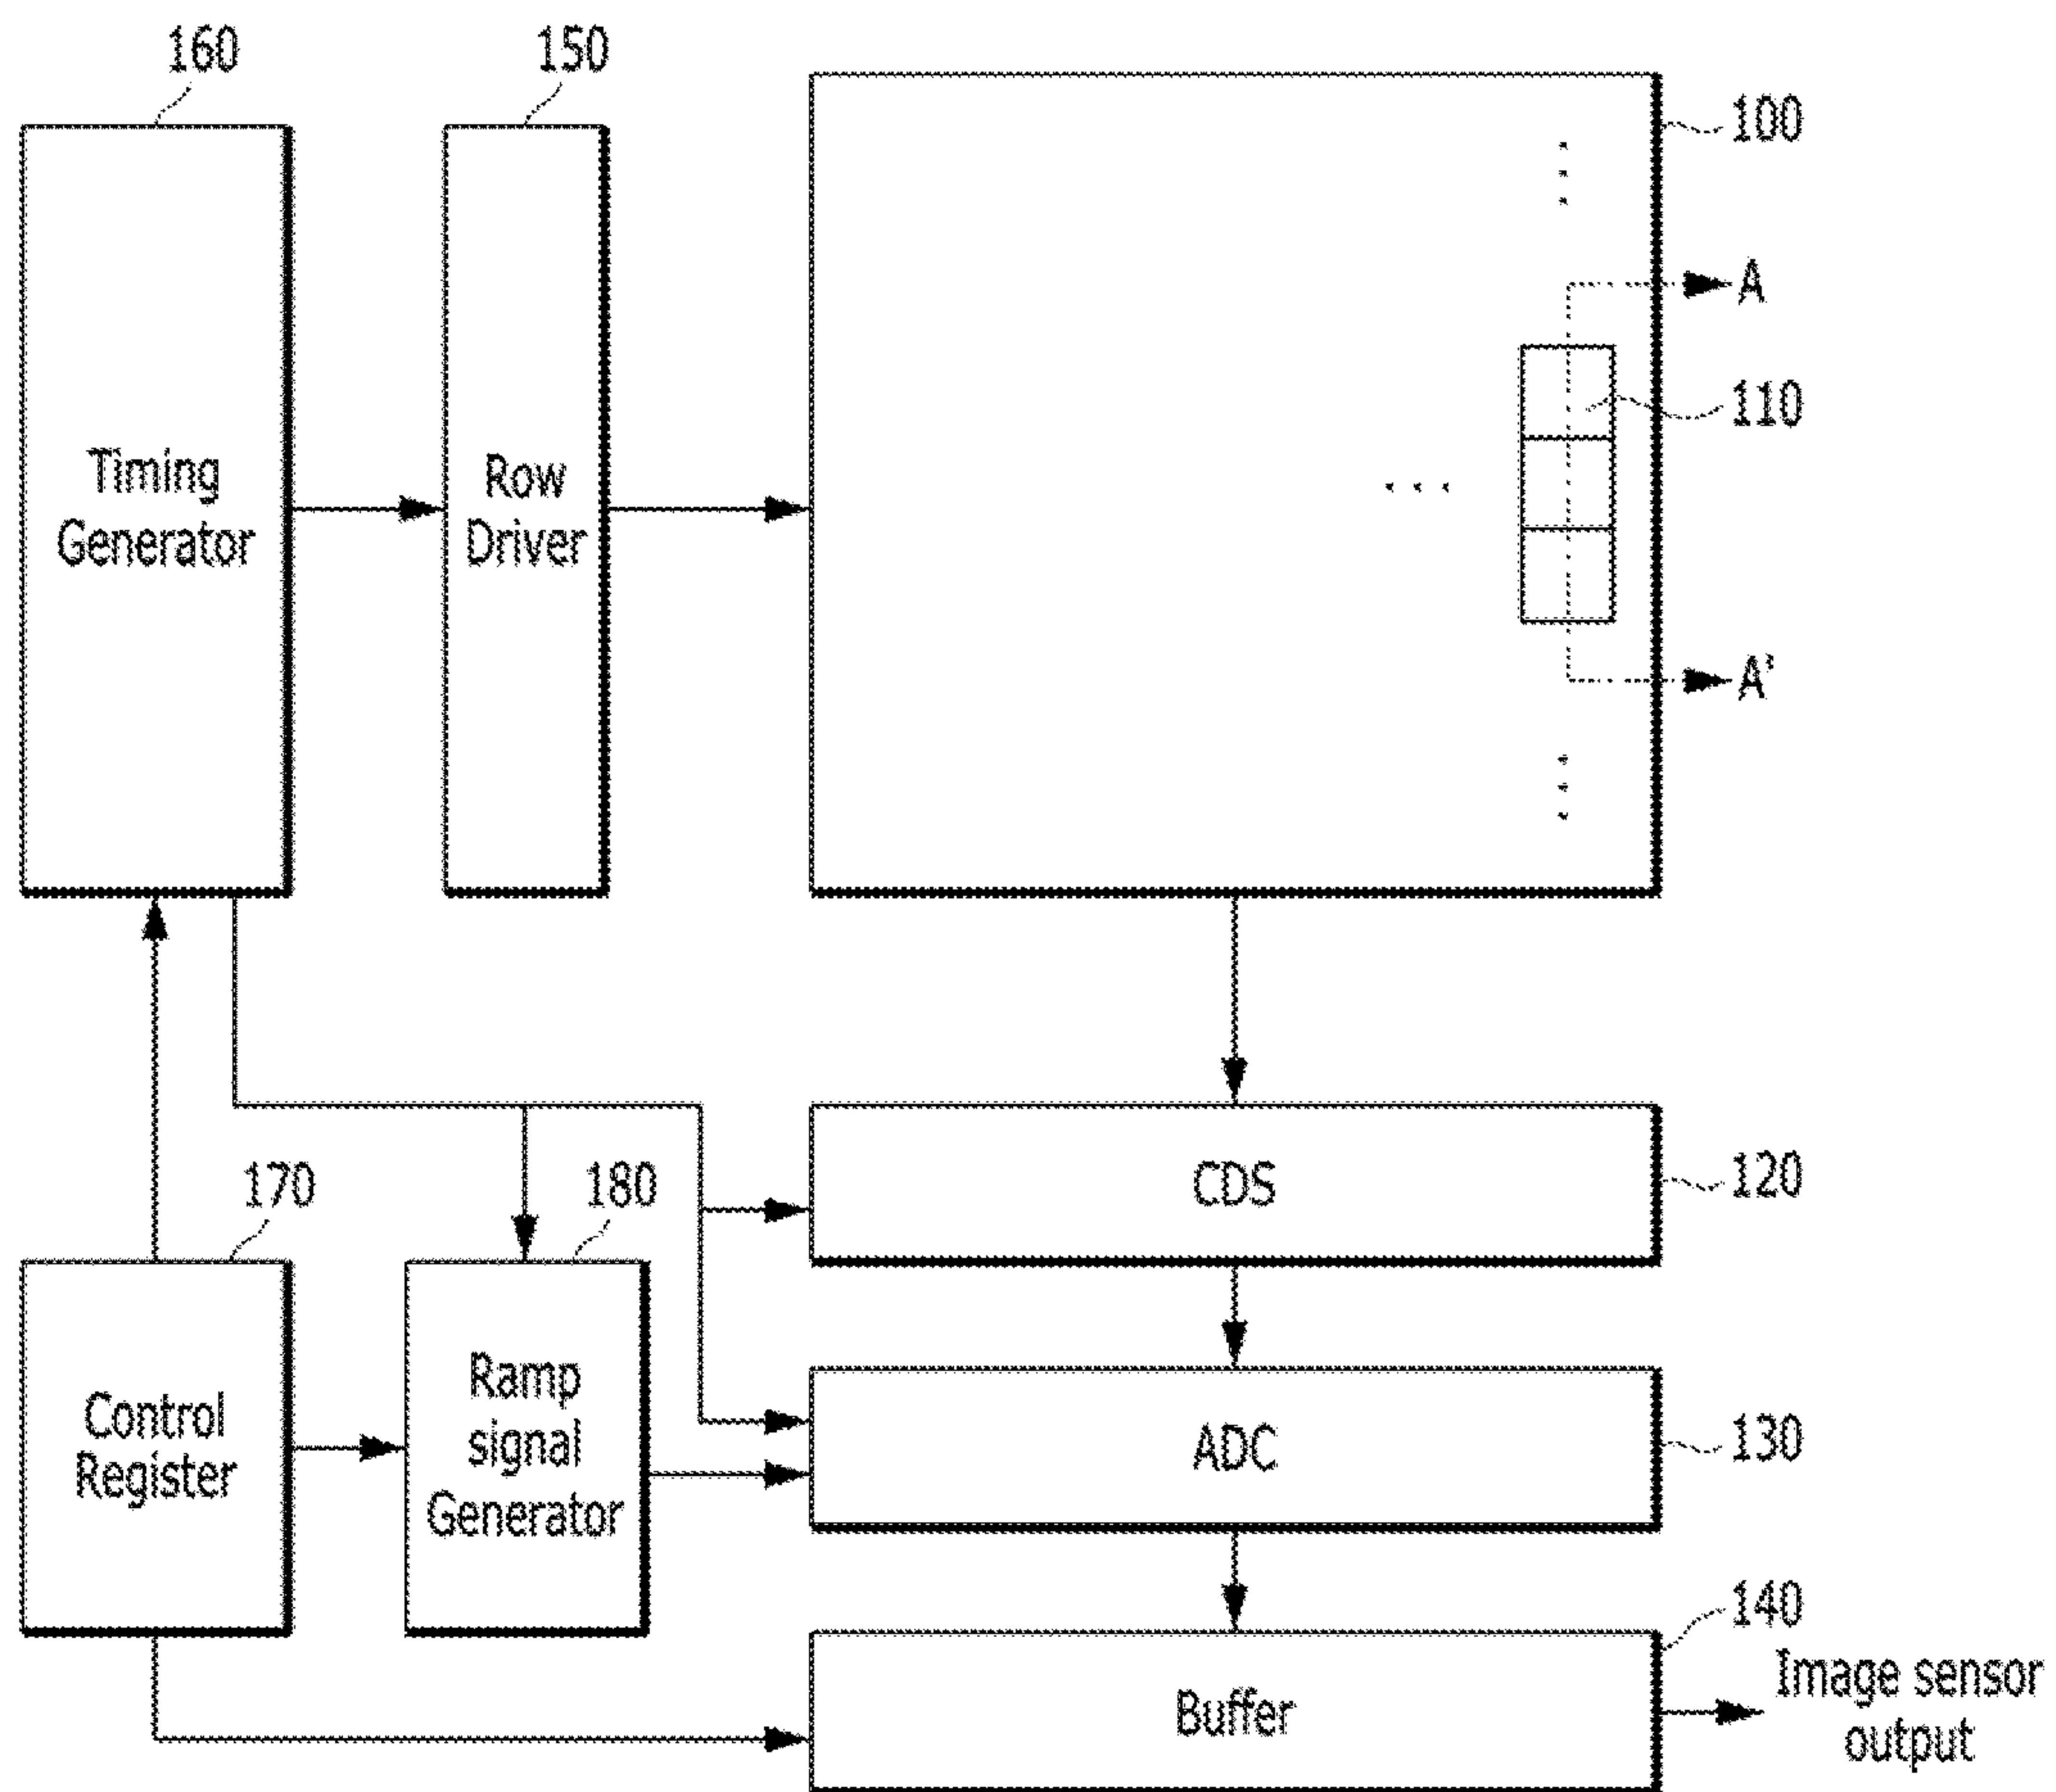 160
150
100
Timing
Generator
Row
Driver
A
110
A'
170
180
CDS
120
Control
Register
Ramp
signal
Generator
ADC
130
140
Buffer
Image sensor
output